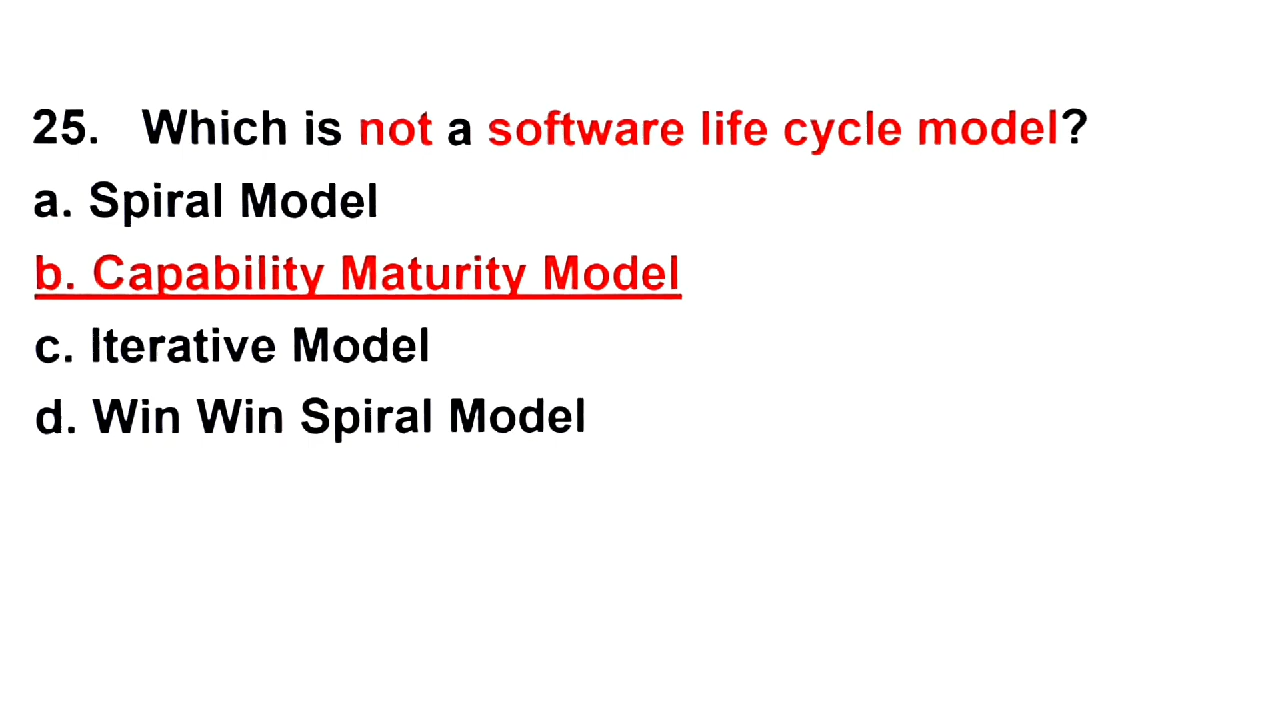 25. Which is not a software life cycle model?
a. Spiral Model
b. Capability Maturity Model
c. Iterative Model
d. Win Win Spiral Model